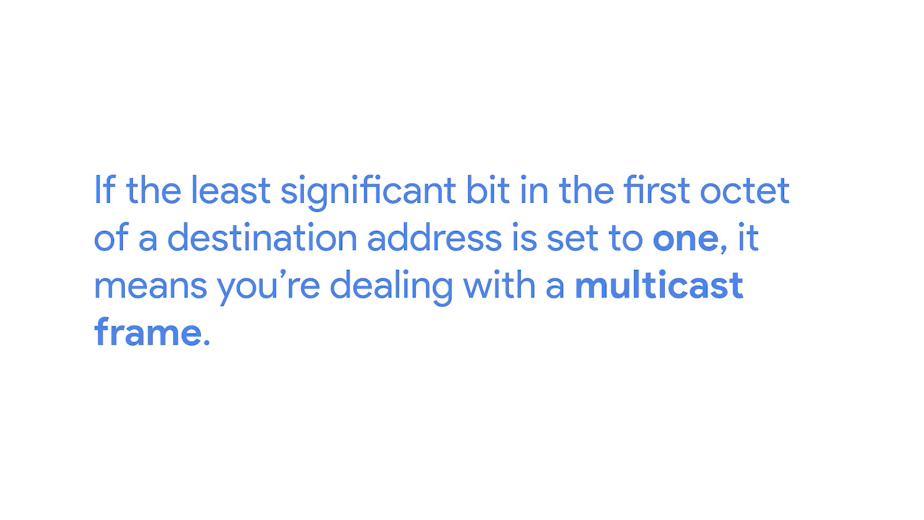 If the least significant bit in the first octet
of a destination address is set to one, it
means you’re dealing with a multicast
frame.